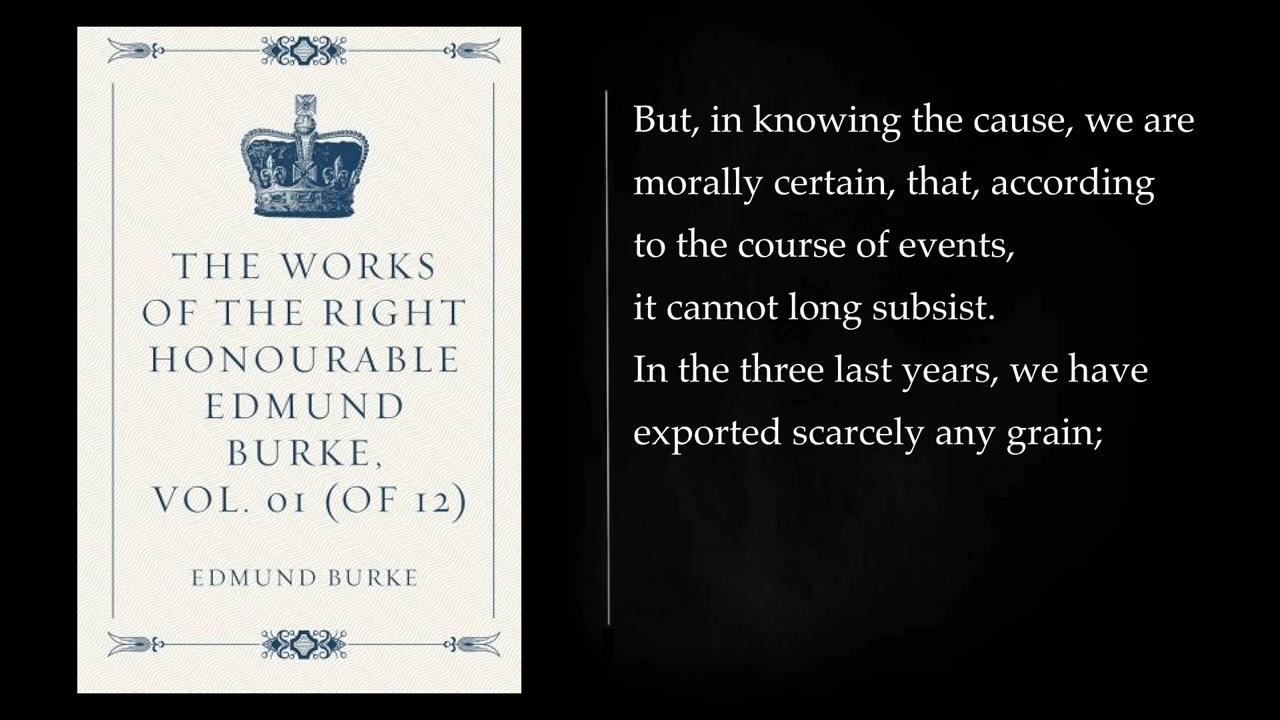 THE WORKS
OF THE RIGHT
HONOURABLE
EDMUND
BURKE,
VOL. 01 (OF 12)
EDMUND BURKE
But, in knowing the cause, we are
morally certain, that, according
to the course of events,
it cannot long subsist.
In the three last years, we have
exported scarcely any grain;